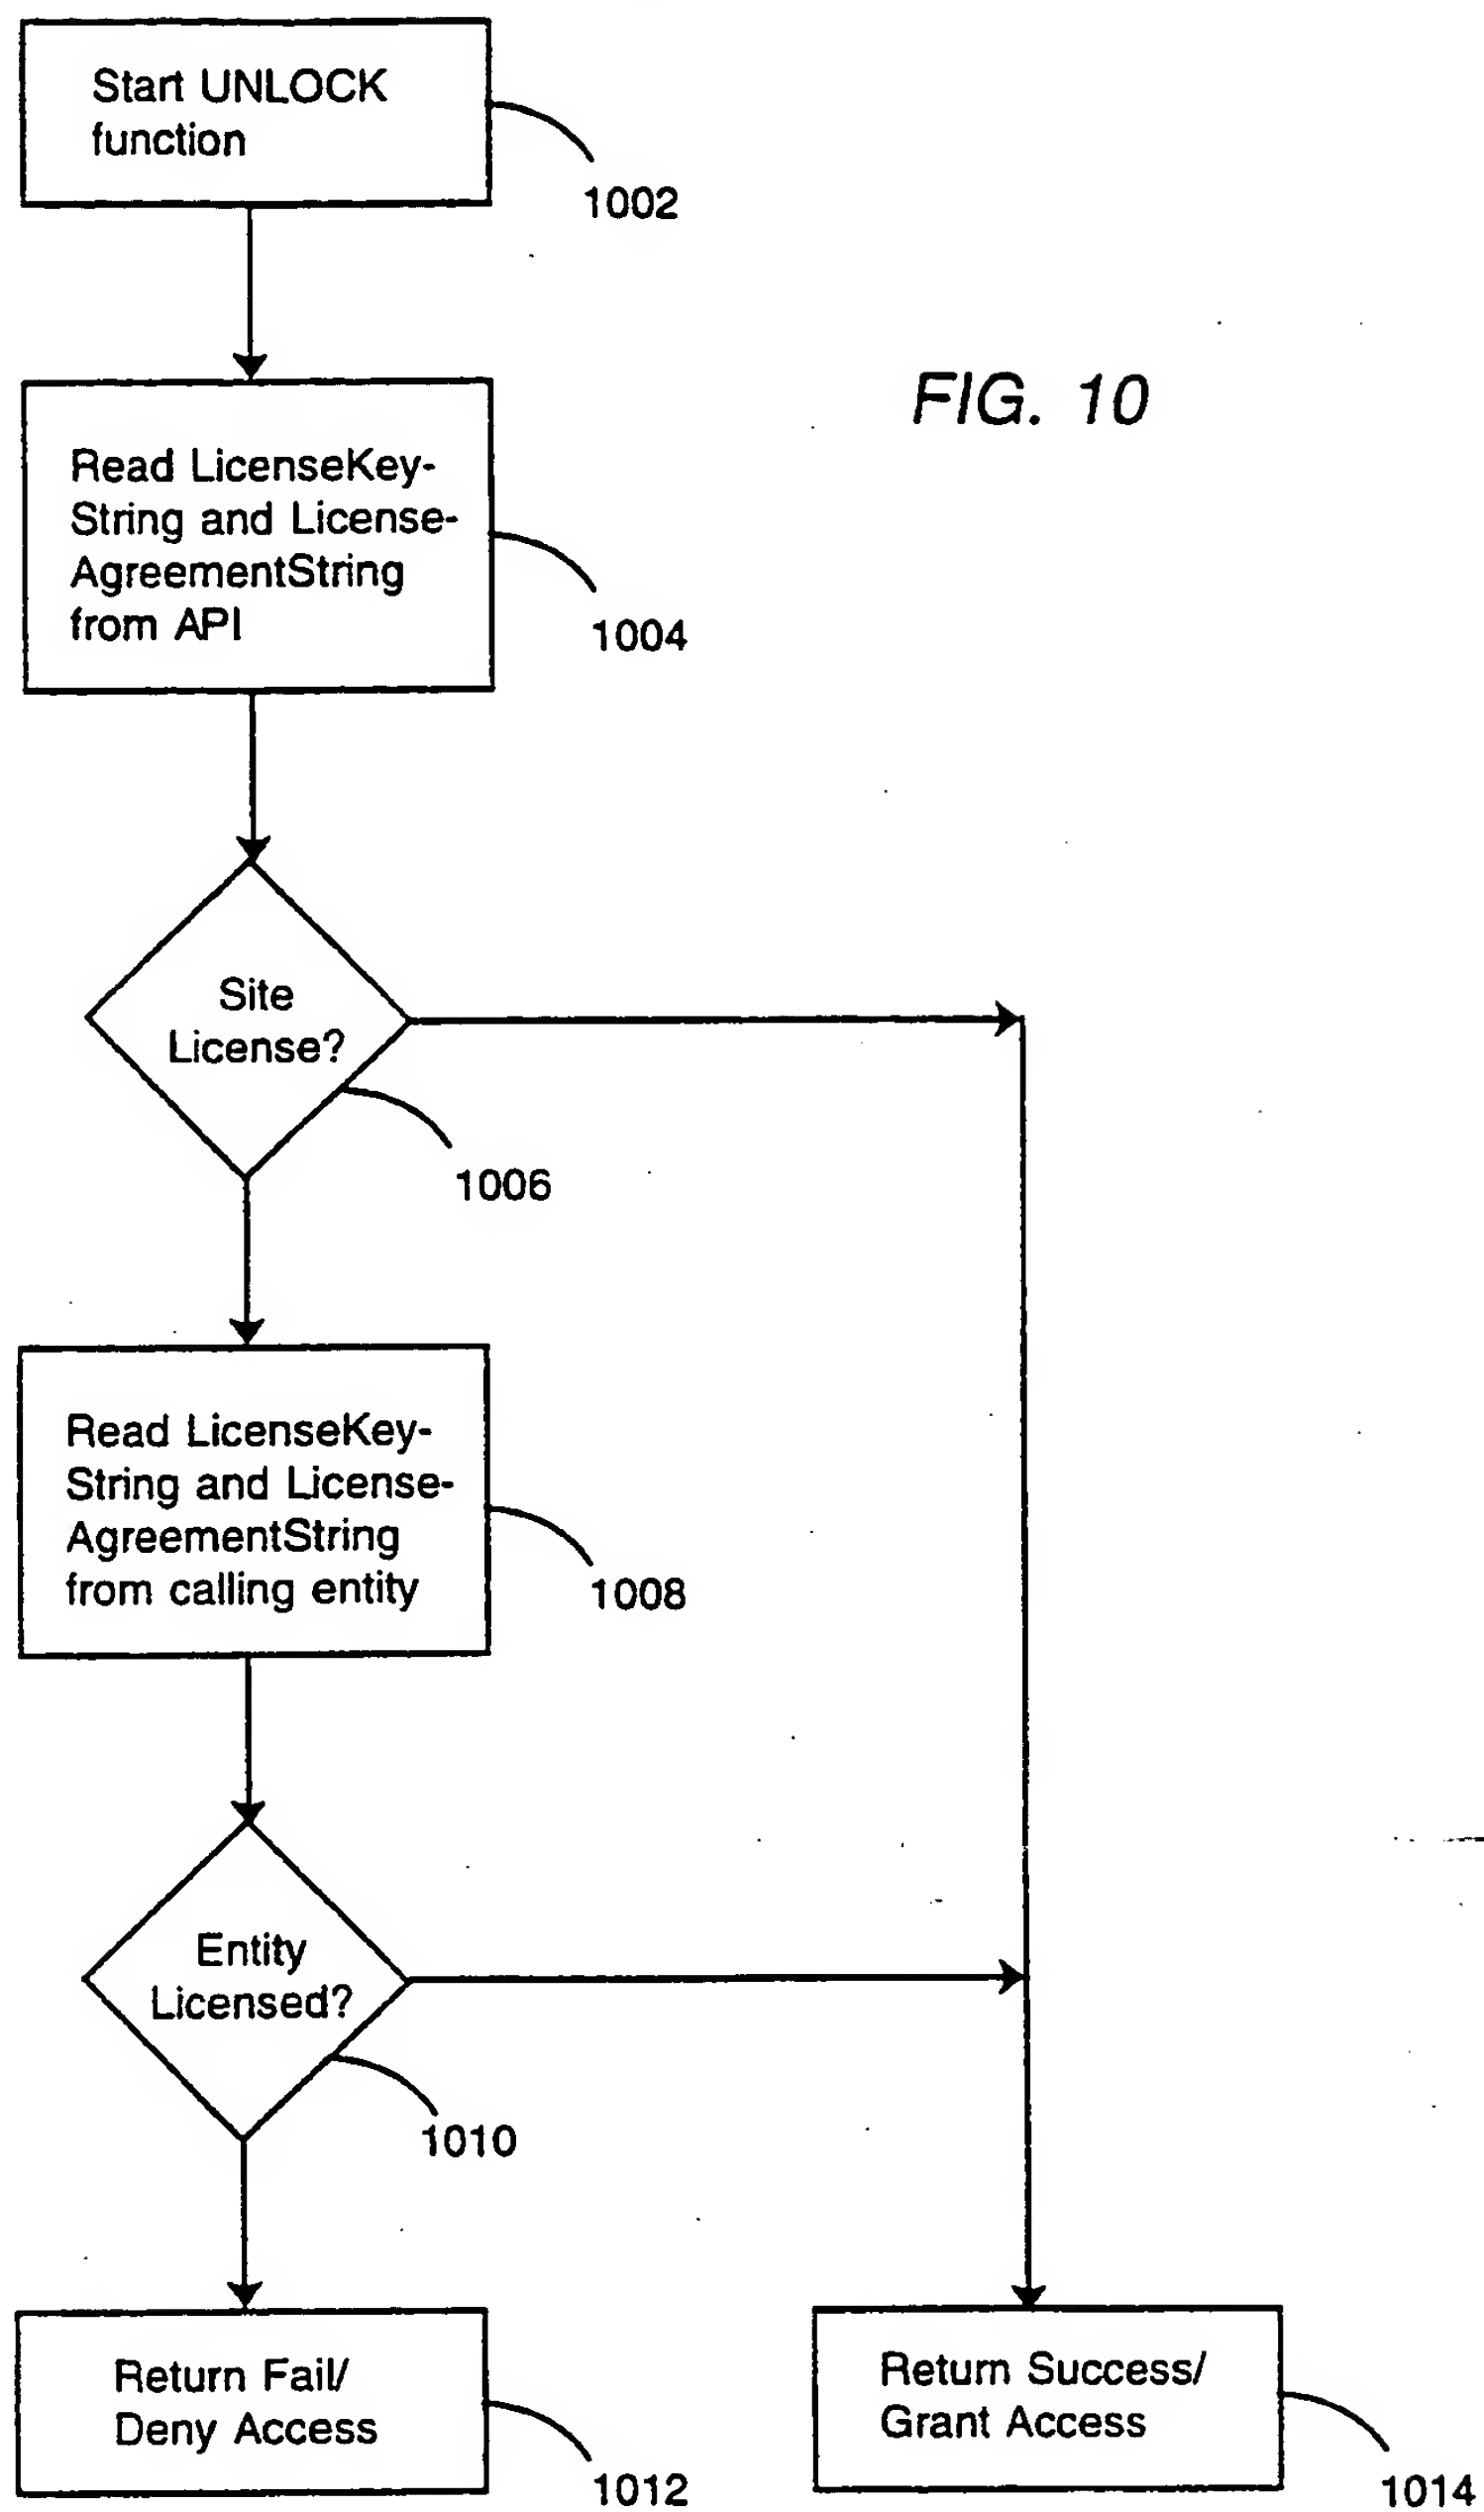 Start UNLOCK
function
1002
FIG. 10
Read LicenseKey-
String and License-
AgreementString
from API
1004
Site
License?
1006
Read LicenseKey-
String and License-
AgreementString
from calling entity
1008
Entity
Licensed?
1010
Return Fail/
Deny Access
1012
Return Success/
Grant Access
1014